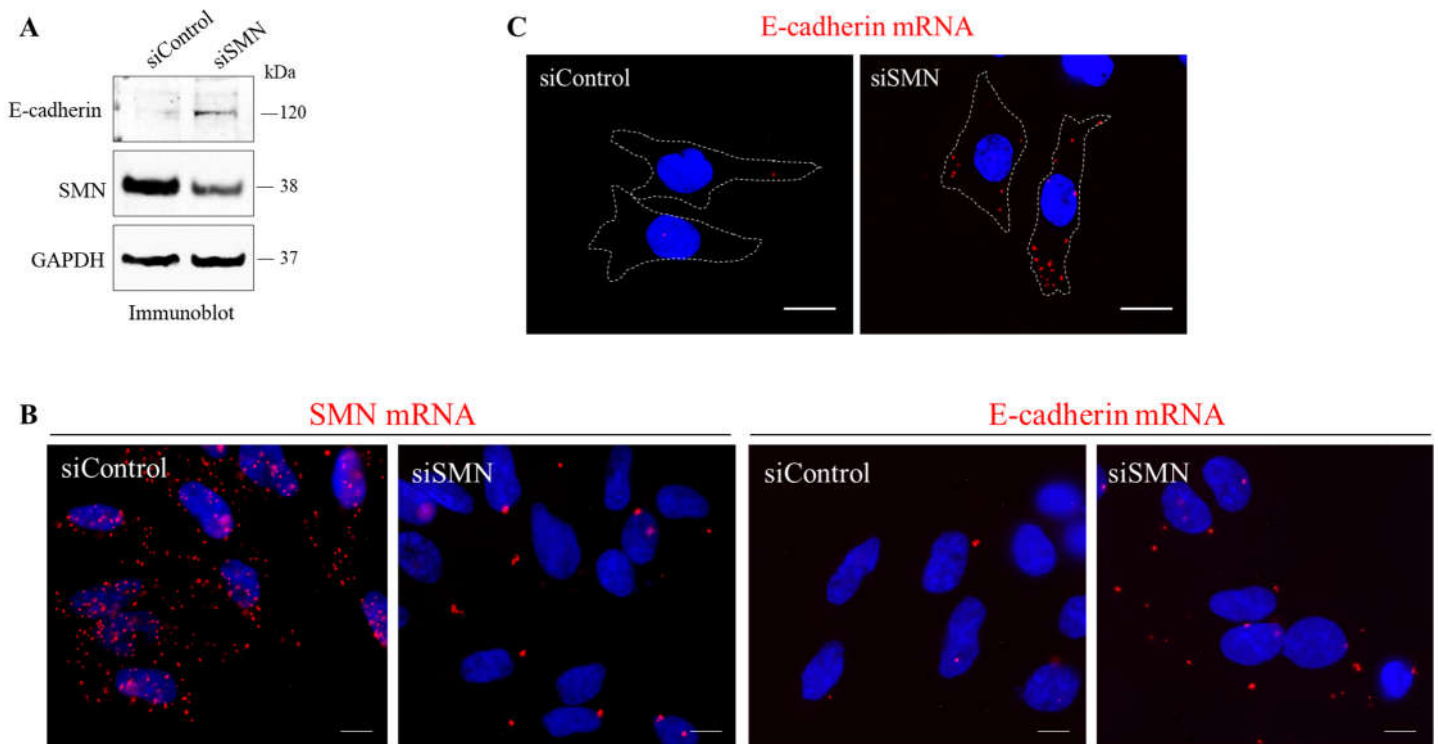 A
siControl
siSMN
kDa
E-cadherin
—120
SMN
— 38
GAPDH
— 37
Immunoblot
C
E-cadherin mRNA
siControl
siSMN
B
SMN mRNA
E-cadherin mRNA
siControl
siSMN
siControl
siSMN